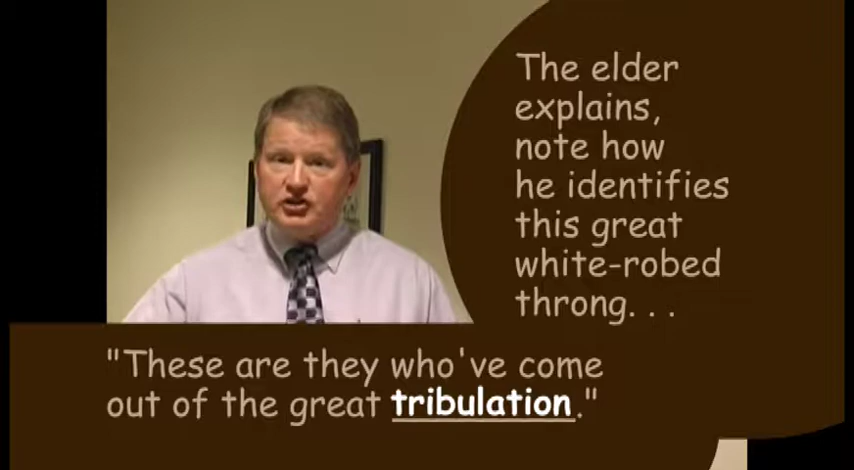 The elder
explains,
note how
he identifies
this great
white-robed
throng. . .
"These are they who've come
out of the great tribulation."